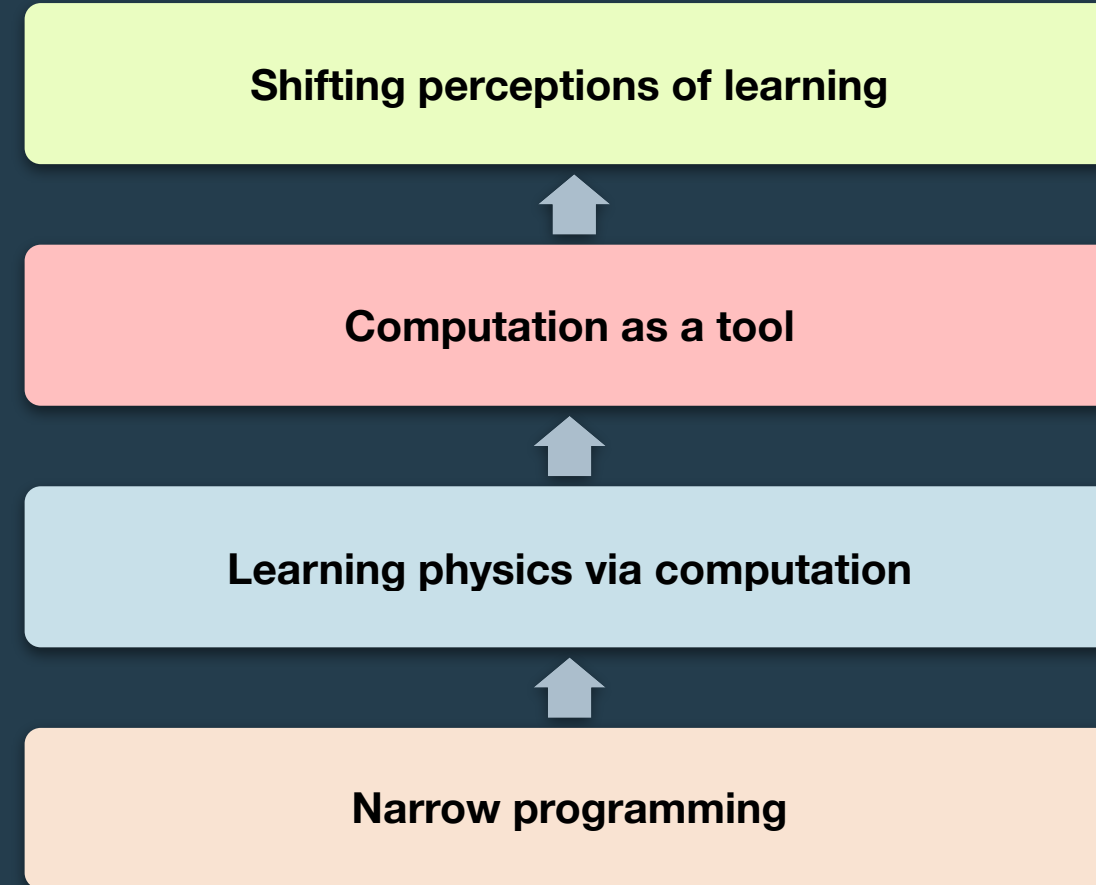 Shifting perceptions of learning
Computation as a tool
Learning physics via computation
Narrow programming